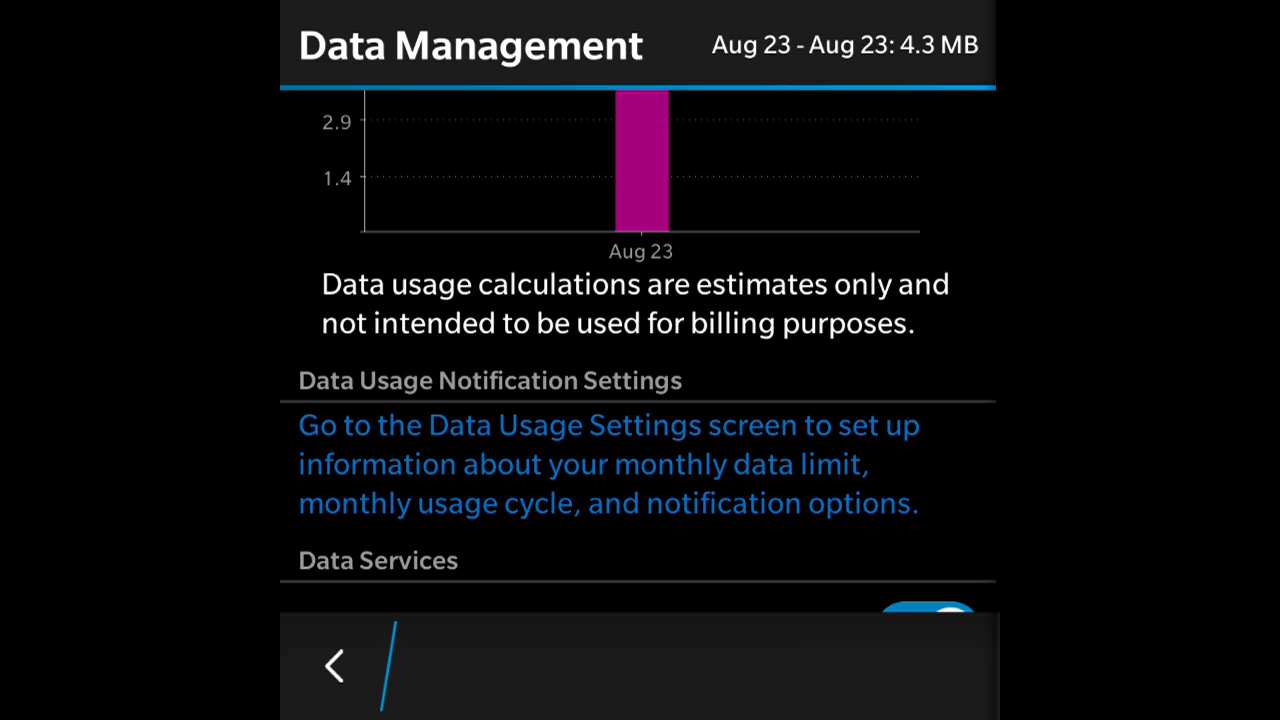 Data Management
Aug 23 - Aug 23: 4.3 MB
2.9
1.4
Aug 23
Data usage calculations are estimates only and
not intended to be used for billing purposes.
Data Usage Notification Settings
Go to the Data Usage Settings screen to set up
information about your monthly data limit,
monthly usage cycle, and notification options.
Data Services